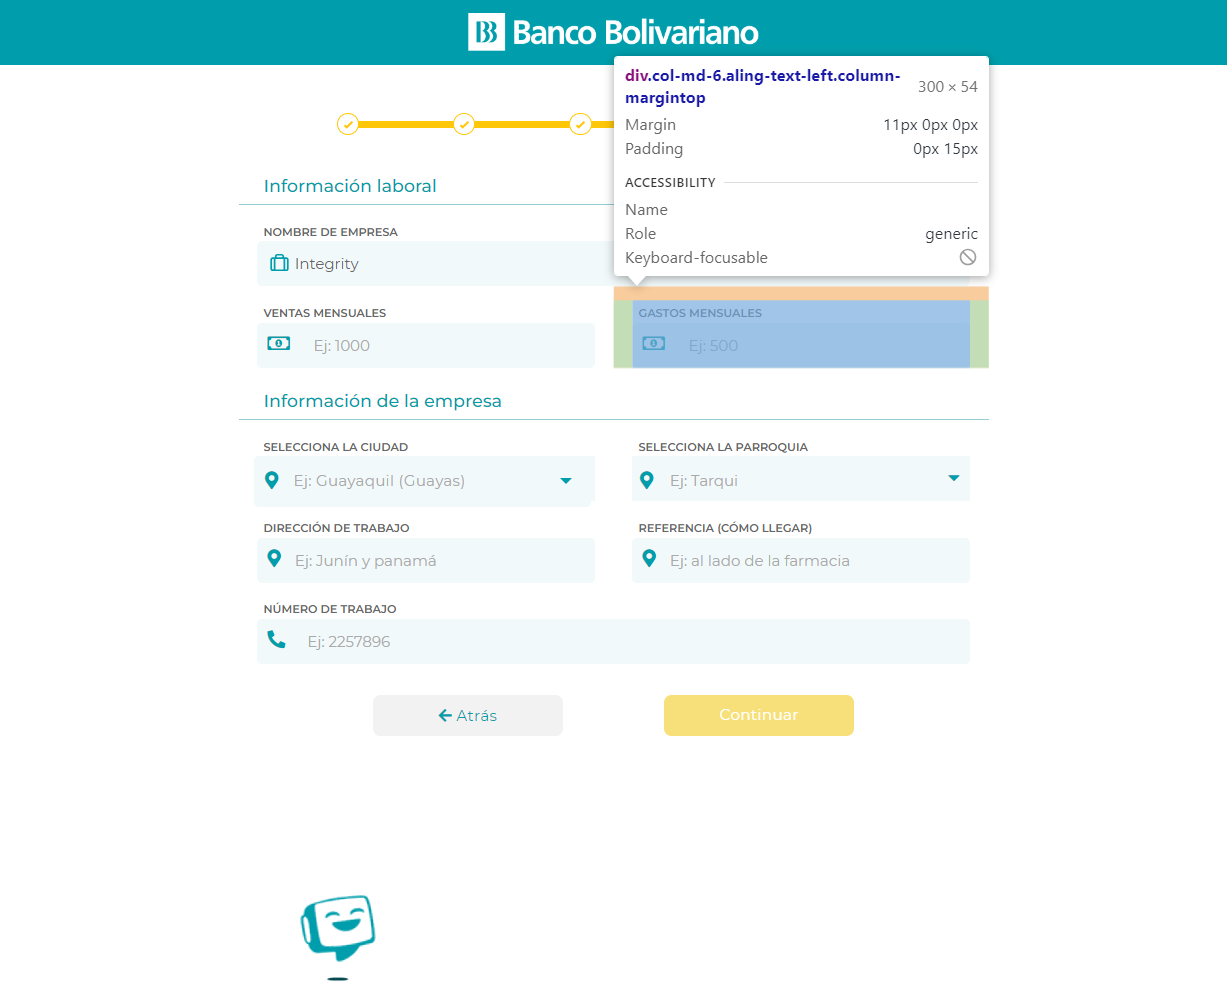 Banco Bolivariano
div.col-md-6.aling-text-left.column-
margintop
300 × 54
Margin 11px 0px 0px
Padding 0px 15px
ACCESSIBILITY
Name
Role generic
Keyboard-focusable
Información laboral
NOMBRE DE EMPRESA
Integrity
VENTAS MENSUALES
Ej: 1000
GASTOS MENSUALES
Ej: 500
Información de la empresa
SELECCIONA LA CIUDAD
Ej: Guayaquil (Guayas)
SELECCIONA LA PARROQUIA
Ej: Tarqui
DIRECCIÓN DE TRABAJO
Ej: Junín y panamá
REFERENCIA (CÓMO LLEGAR)
Ej: al lado de la farmacia
NÚMERO DE TRABAJO
Ej: 2257896
Atrás
Continuar